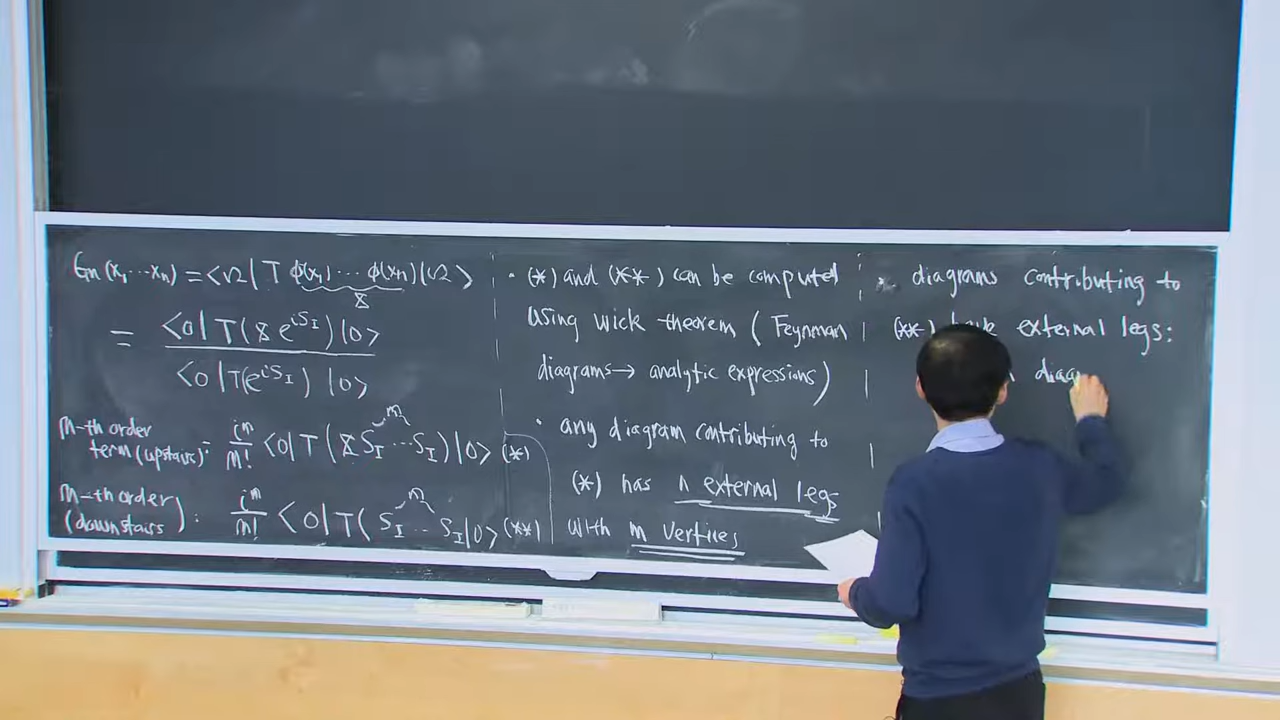 Gn(x₁ ⋯ xn) = <Ω| T ϕ(x₁) ⋯ ϕ(xn) |Ω>
X
= <0| T(X e^{iS_I}) |0>
<0| T(e^{iS_I}) |0>
m-th order
term (upstairs): i^m/m! <0| T (X S_I ⋯ S_I) |0> (*)
m
m-th order
(downstairs): i^m/m! <0| T( S_I ⋯ S_I |0> (**)
m
· (*) and (**) can be computed
using Wick theorem ( Feynman
diagrams → analytic expressions)
· any diagram contributing to
(*) has n external legs
with m vertices
· diagrams contributing to
(**) external legs:
diag